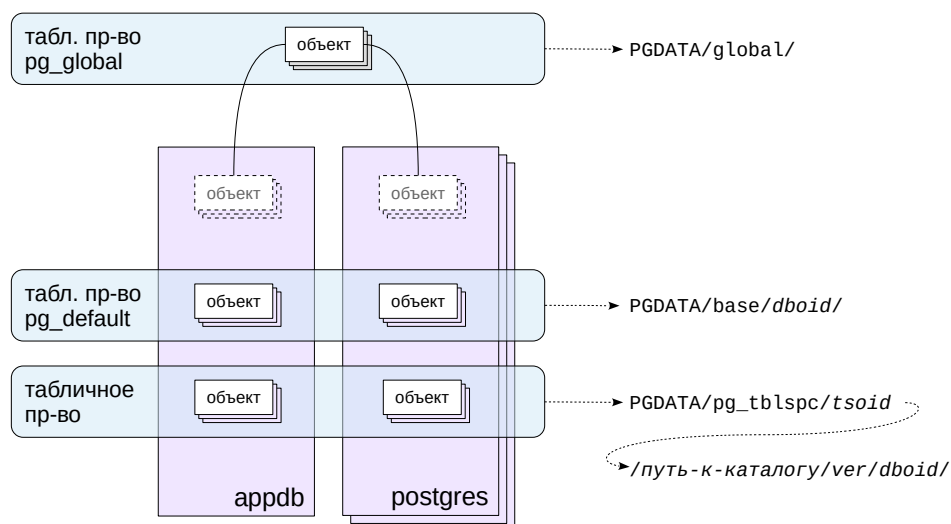 табл. пр-во
pg_global
объект
PGDATA/global/
объект
объект
табл. пр-во
pg_default
объект
объект
PGDATA/base/dboid/
табличное
пр-во
объект
объект
PGDATA/pg_tblspc/tsoid
/путь-к-каталогу/ver/dboid/
appdb
postgres